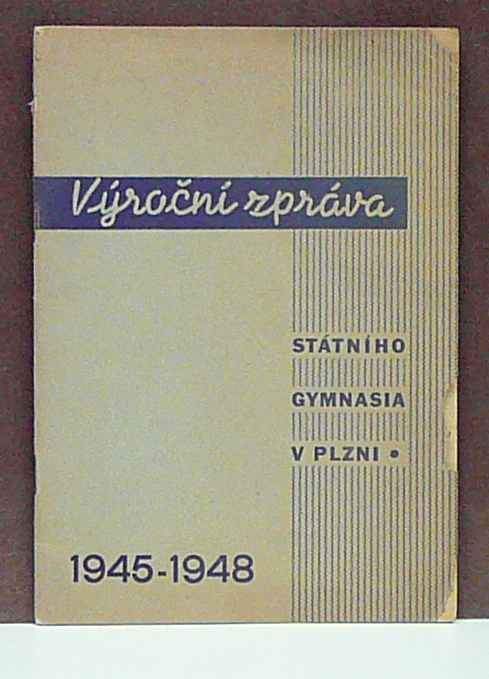 Výroční zpráva
STÁTNÍHO
GYMNASIA
V PLZNI •
1945-1948